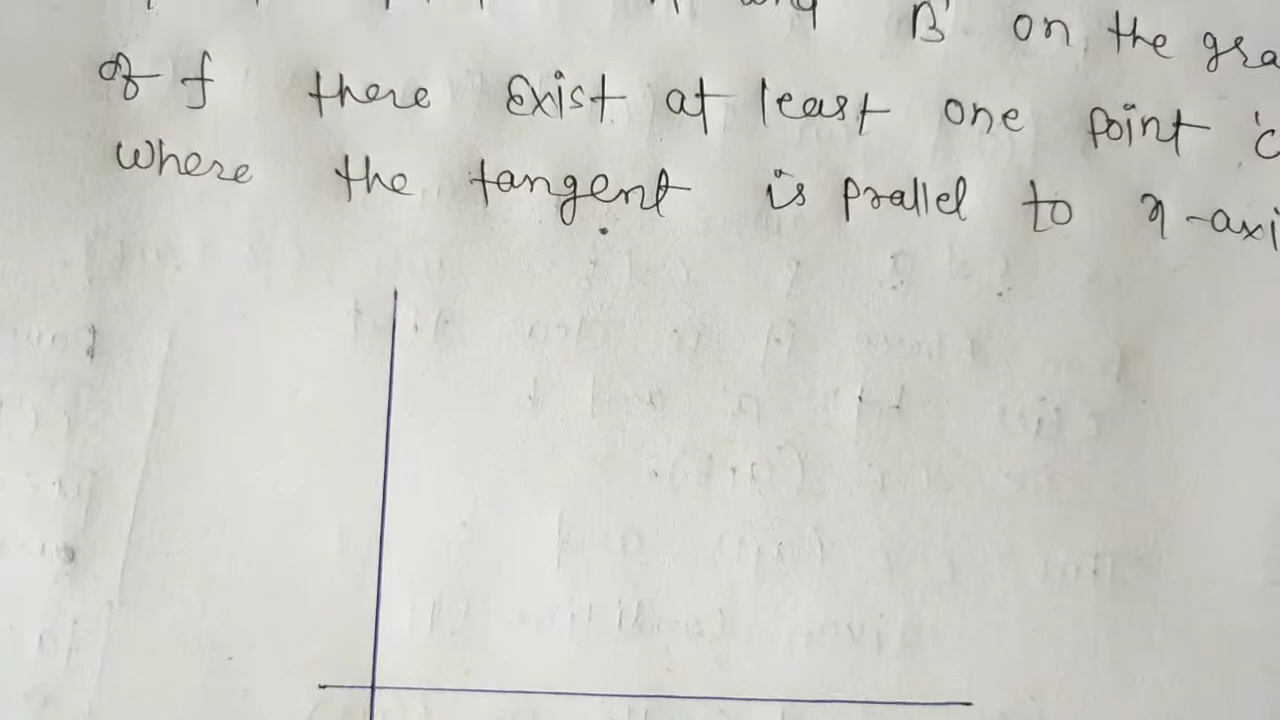 B on the gra
of f there Exist at least one point 'c
where the tangent is prallel to x-axi